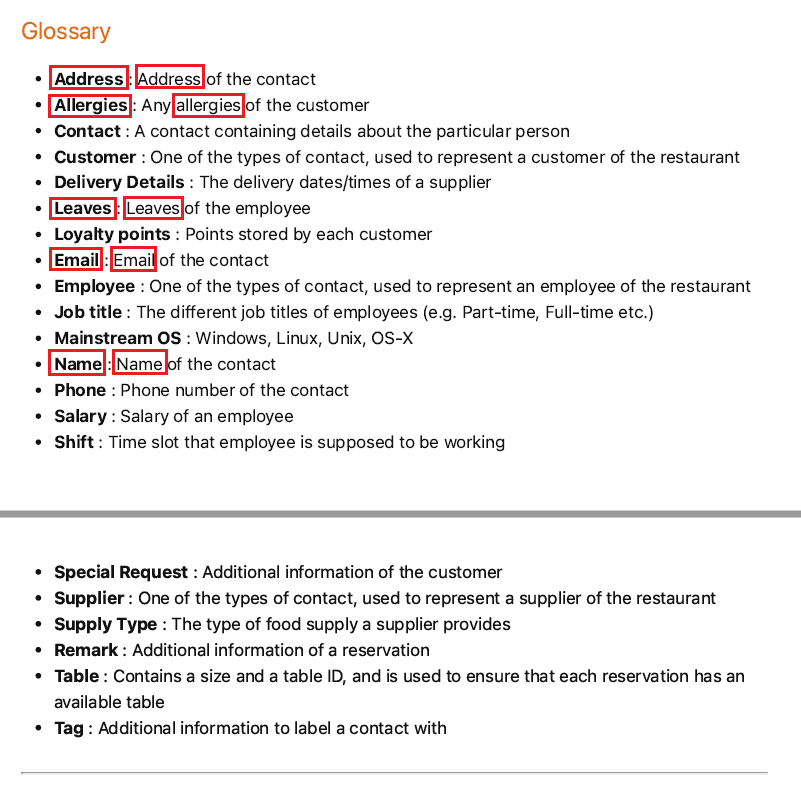 Glossary
• Address : Address of the contact
• Allergies : Any allergies of the customer
• Contact : A contact containing details about the particular person
• Customer : One of the types of contact, used to represent a customer of the restaurant
• Delivery Details : The delivery dates/times of a supplier
• Leaves : Leaves of the employee
• Loyalty points : Points stored by each customer
• Email : Email of the contact
• Employee : One of the types of contact, used to represent an employee of the restaurant
• Job title : The different job titles of employees (e.g. Part-time, Full-time etc.)
• Mainstream OS : Windows, Linux, Unix, OS-X
• Name : Name of the contact
• Phone : Phone number of the contact
• Salary : Salary of an employee
• Shift : Time slot that employee is supposed to be working
• Special Request : Additional information of the customer
• Supplier : One of the types of contact, used to represent a supplier of the restaurant
• Supply Type : The type of food supply a supplier provides
• Remark : Additional information of a reservation
• Table : Contains a size and a table ID, and is used to ensure that each reservation has an
available table
• Tag : Additional information to label a contact with